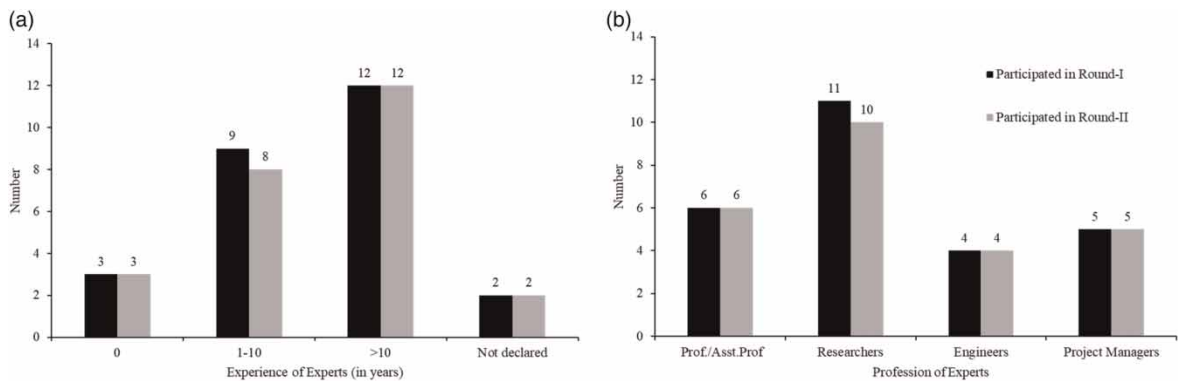 (a)
14
12
10
8
6
4
2
0
Number
3 3
9 8
12 12
2 2
0 1-10 >10 Not declared
Experience of Experts (in years)
(b)
14
12
10
8
6
4
2
0
Number
Participated in Round-I
Participated in Round-II
6 6
11 10
4 4
5 5
Prof./Asst.Prof Researchers Engineers Project Managers
Profession of Experts